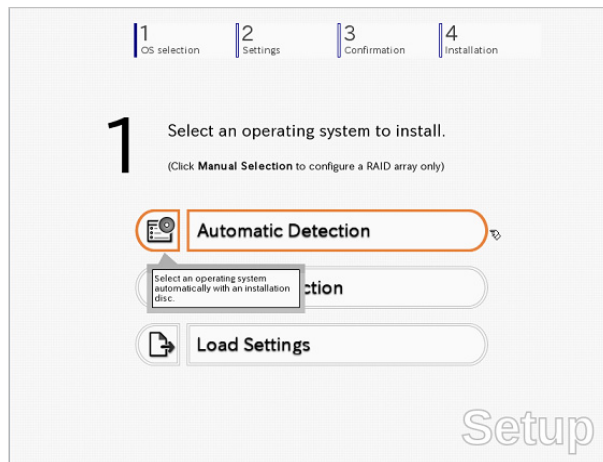 1
OS selection
2
Settings
3
Confirmation
4
Installation
1
Select an operating system to install.
(Click Manual Selection to configure a RAID array only)
Automatic Detection
Select an operating system
automatically with an installation
disc.
ction
Load Settings
Setup